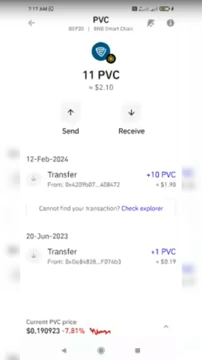 7:17 AM
PVC
BEP20 | BNB Smart Chain
11 PVC
≈ $2.10
Send
Receive
12-Feb-2024
Transfer
+10 PVC
≈ $1.90
Cannot find your transaction? Check explorer
20-Jun-2023
Transfer
+1 PVC
≈ $0.19
Current PVC price
$0.190923 -7.81%